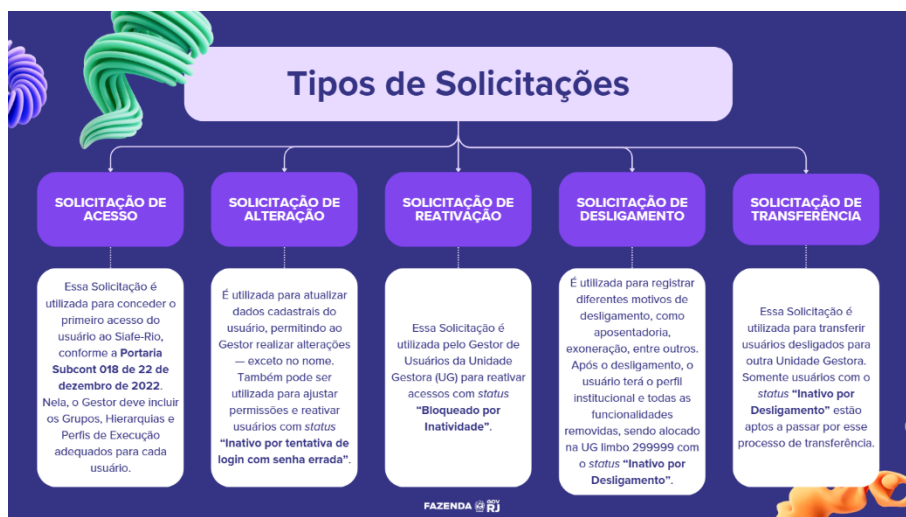 Tipos de Solicitações
SOLICITAÇÃO DE
ACESSO
Essa Solicitação é
utilizada para conceder o
primeiro acesso do
usuário ao Siafe-Rio,
conforme a Portaria
Subcont 018 de 22 de
dezembro de 2022.
Nela, o Gestor deve incluir
os Grupos, Hierarquias e
Perfis de Execução
adequados para cada
usuário.
SOLICITAÇÃO DE
ALTERAÇÃO
É utilizada para atualizar
dados cadastrais do
usuário, permitindo ao
Gestor realizar alterações
— exceto no nome.
Também pode ser
utilizada para ajustar
permissões e reativar
usuários com status
“Inativo por tentativa de
login com senha errada”.
SOLICITAÇÃO DE
REATIVAÇÃO
Essa Solicitação é
utilizada pelo Gestor de
Usuários da Unidade
Gestora (UG) para reativar
acessos com status
“Bloqueado por
Inatividade”.
SOLICITAÇÃO DE
DESLIGAMENTO
É utilizada para registrar
diferentes motivos de
desligamento, como
aposentadoria,
exoneração, entre outros.
Após o desligamento, o
usuário terá o perfil
institucional e todas as
funcionalidades
removidas, sendo alocado
na UG limbo 299999 com
o status “Inativo por
Desligamento”.
SOLICITAÇÃO DE
TRANSFERÊNCIA
Essa Solicitação é
utilizada para transferir
usuários desligados para
outra Unidade Gestora.
Somente usuários com o
status “Inativo por
Desligamento” estão
aptos a passar por esse
processo de transferência.
FAZENDA GOV RJ